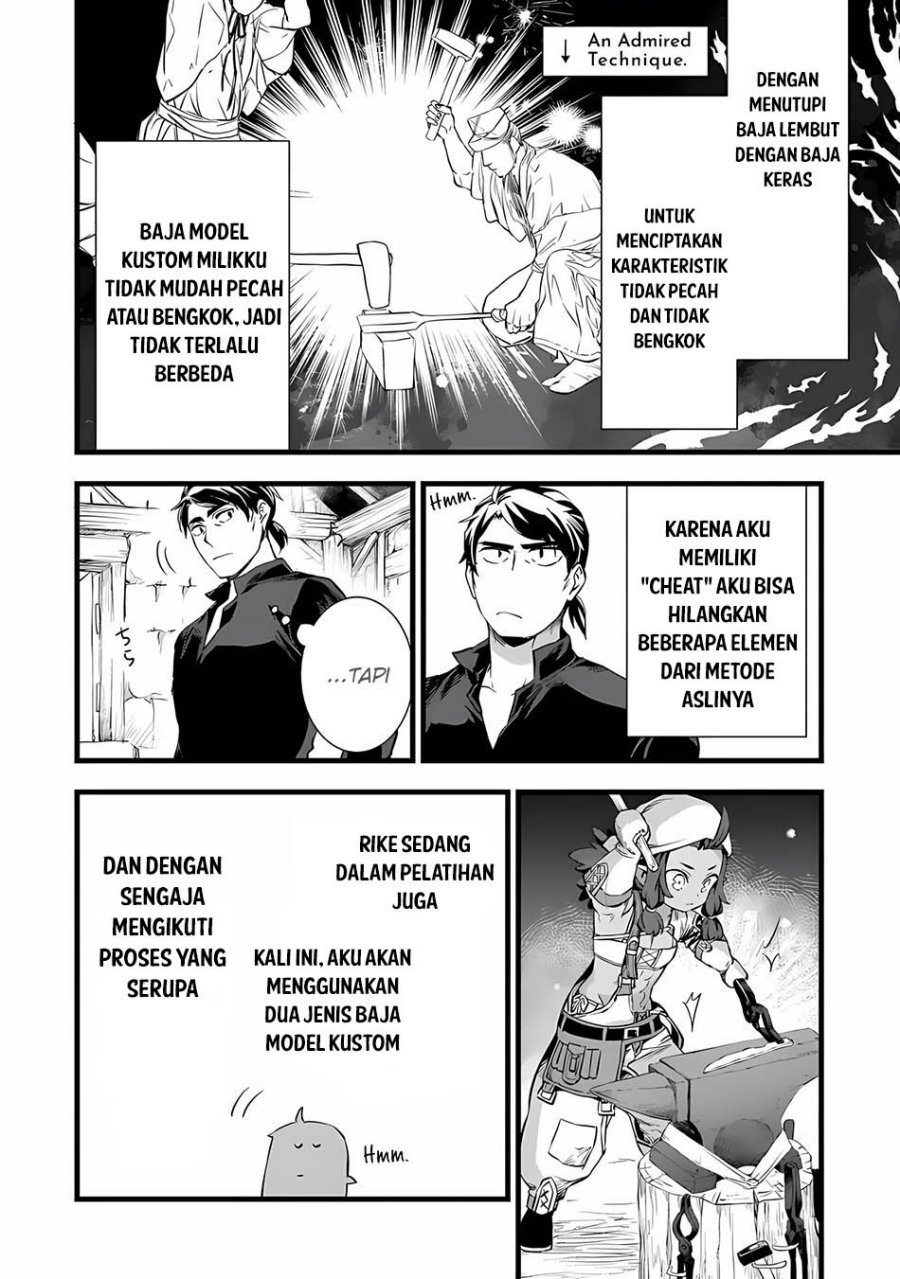 ↓ An Admired
Technique.
DENGAN
MENUTUPI
BAJA LEMBUT
DENGAN BAJA
KERAS
UNTUK
MENCIPTAKAN
KARAKTERISTIK
TIDAK PECAH
DAN TIDAK
BENGKOK
BAJA MODEL
KUSTOM MILIKKU
TIDAK MUDAH PECAH
ATAU BENGKOK, JADI
TIDAK TERLALU
BERBEDA
Hmm.
KARENA AKU
MEMILIKI
"CHEAT" AKU BISA
HILANGKAN
BEBERAPA ELEMEN
DARI METODE
ASLINYA
ちら
...TAPI
RIKE SEDANG
DALAM PELATIHAN
JUGA
KALI INI, AKU AKAN
MENGGUNAKAN
DUA JENIS BAJA
MODEL KUSTOM
DAN DENGAN
SENGAJA
MENGIKUTI
PROSES YANG
SERUPA
Hmm.